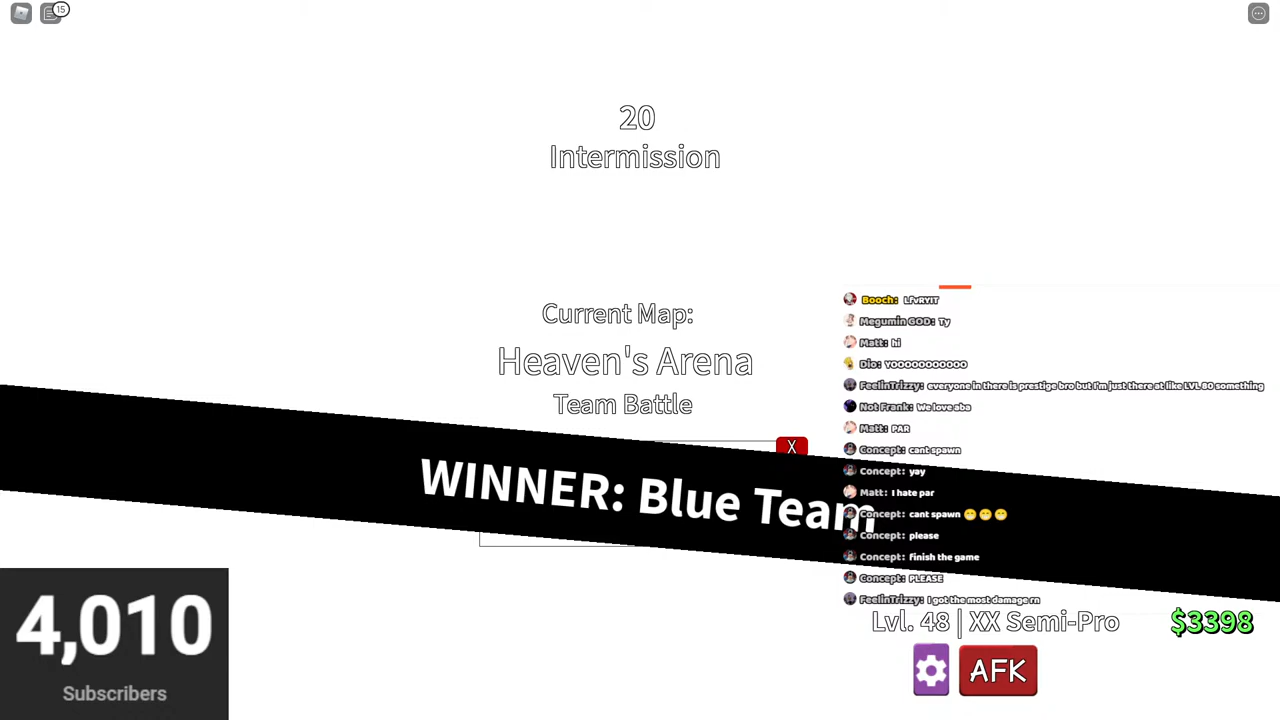 15
20
Intermission
Current Map:
Heaven's Arena
Team Battle
X
WINNER: Blue Team
Booch: LfvRYIT
Megumin GOD: Ty
Matt: hi
Dio: YOOOOOOOOOOO
FeelinTrizzy: everyone in there is prestige bro but I'm just there at like LVL 80 something
Not Frank: We love aba
Matt: PAR
Concept: cant spawn
Concept: yay
Matt: I hate par
Concept: cant spawn 😁😁😁
Concept: please
Concept: finish the game
Concept: PLEASE
FeelinTrizzy: I got the most damage rn
Lvl. 48 | XX Semi-Pro
$3398
AFK
4,010
Subscribers